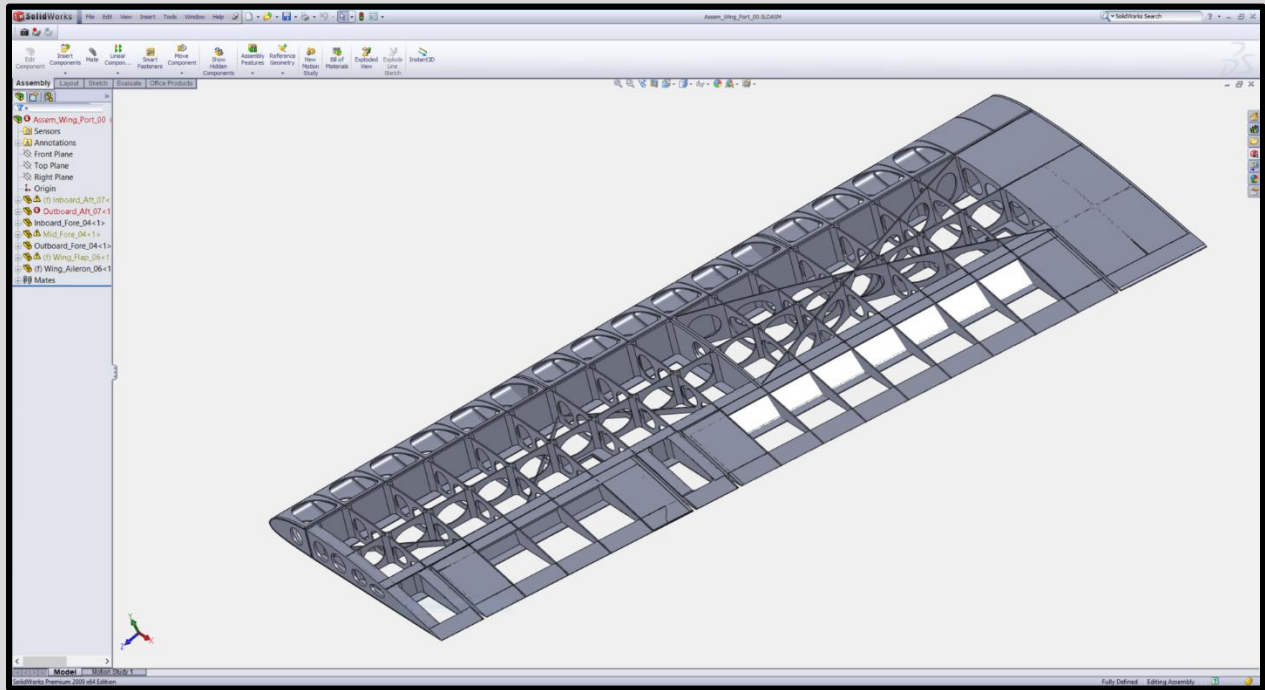 SolidWorks File Edit View Insert Tools Window Help Assem_Wing_Port_00.SLDASM SolidWorks Search
Edit Component
Insert Components
Mate
Linear Compon...
Smart Fasteners
Move Component
Show Hidden Components
Assembly Features
Reference Geometry
New Motion Study
Bill of Materials
Exploded View
Explode Line Sketch
Instant3D
Assembly Layout Sketch Evaluate Office Products
Assem_Wing_Port_00
Sensors
Annotations
Front Plane
Top Plane
Right Plane
Origin
(f) Inboard_Aft_07<
Outboard_Aft_07<1
Inboard_Fore_04<1>
Mid_Fore_04<1>
Outboard_Fore_04<1>
(f) Wing_Flap_06<1
(f) Wing_Aileron_06<1
Mates
Model Motion Study 1
SolidWorks Premium 2009 x64 Edition Fully Defined Editing Assembly